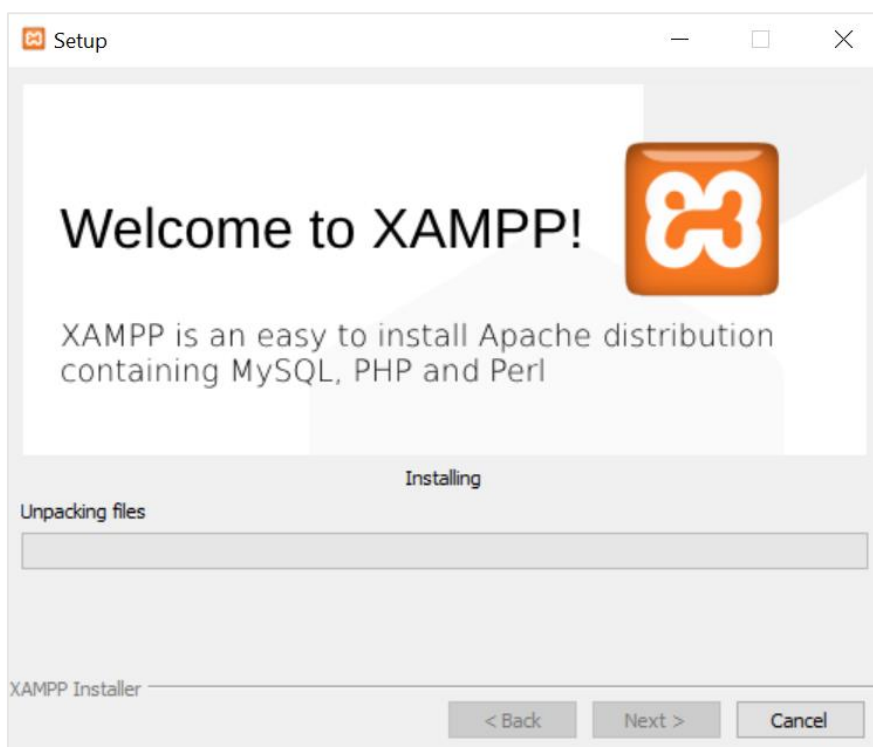 Setup
Welcome to XAMPP!
XAMPP is an easy to install Apache distribution
containing MySQL, PHP and Perl
Installing
Unpacking files
XAMPP Installer
< Back
Next >
Cancel